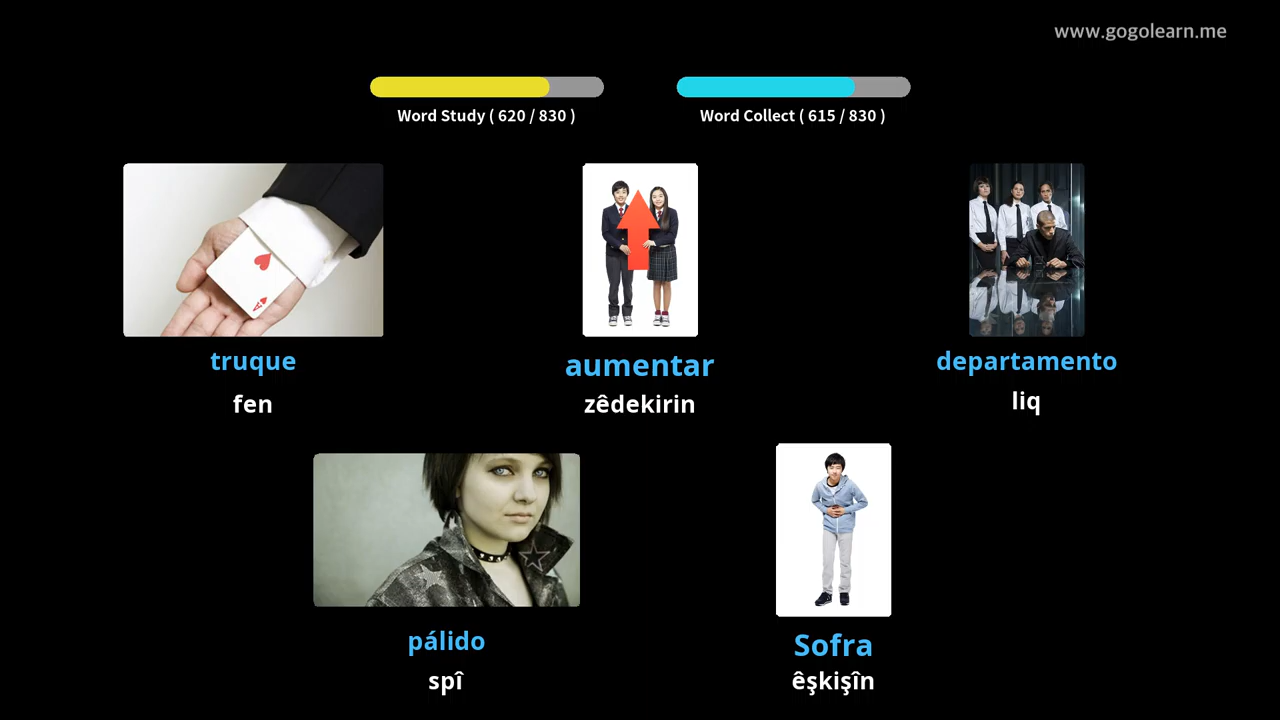 www.gogolearn.me
Word Study ( 620 / 830 )
Word Collect ( 615 / 830 )
truque
fen
aumentar
zêdekirin
departamento
liq
pálido
spî
Sofra
êşkişîn